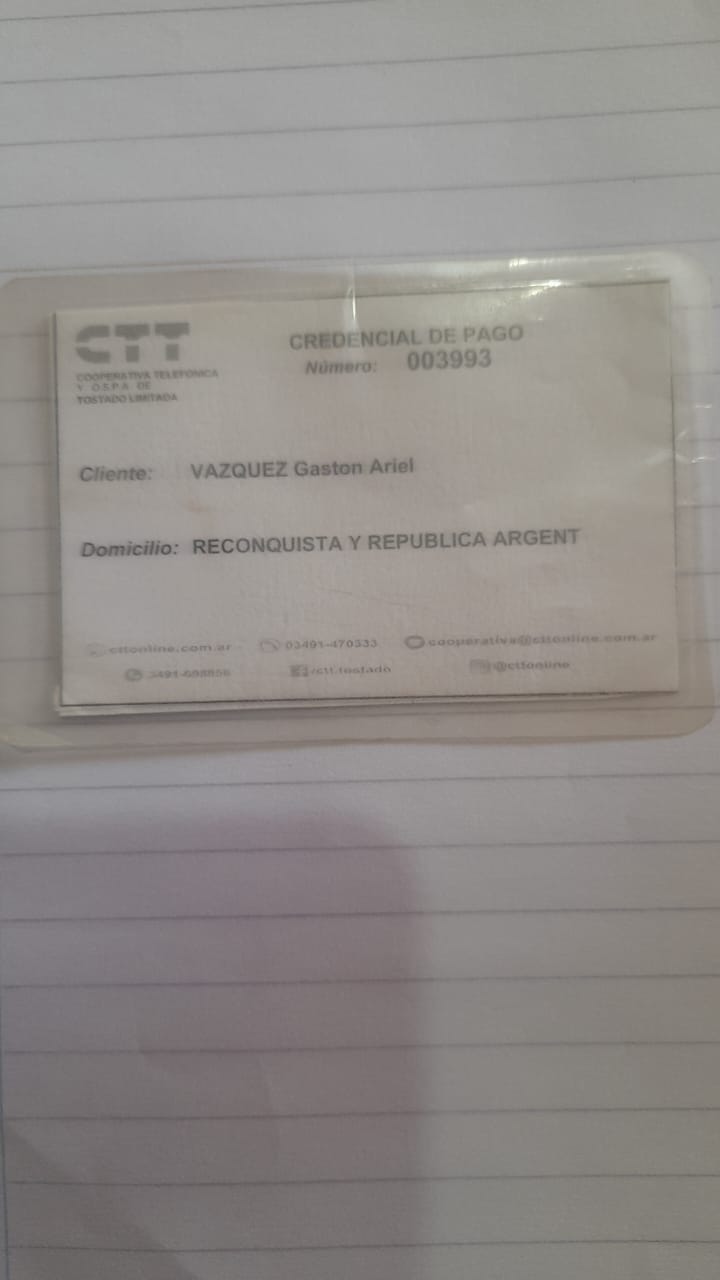 CTT
COOPERATIVA TELEFONICA
Y O.S.P.A. DE
TOSTADO LIMITADA
CREDENCIAL DE PAGO
Número: 003993
Cliente: VAZQUEZ Gaston Ariel
Domicilio: RECONQUISTA Y REPUBLICA ARGENT
cttonline.com.ar 03491-470333 cooperativa@cttonline.com.ar
/ctt.tostado @cttonline